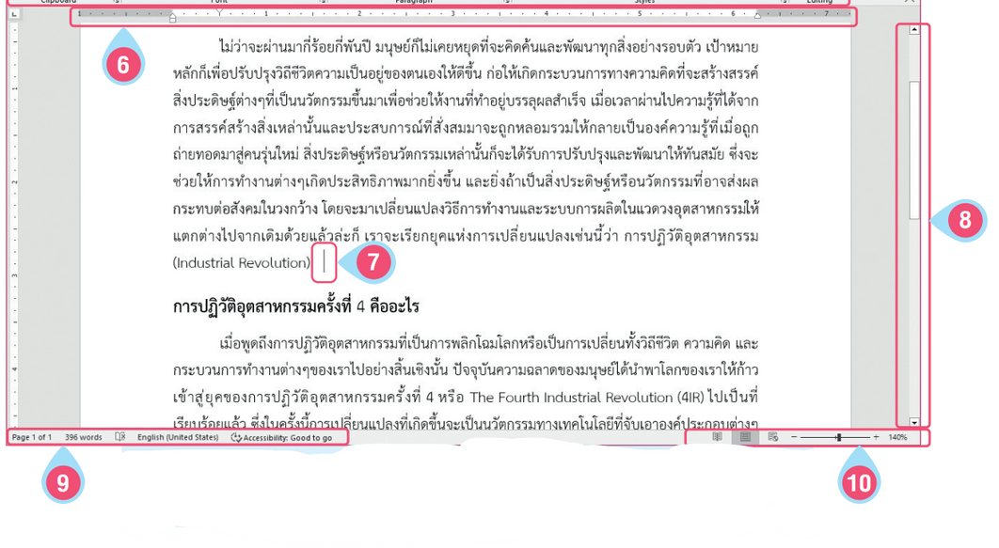 Clipboard Font Paragraph Styles Editing
1 1 2 3 4 5 6 7
6
ไม่ว่าจะผ่านมากี่ร้อยกี่พันปี มนุษย์ก็ไม่เคยหยุดที่จะคิดค้นและพัฒนาทุกสิ่งอย่างรอบตัว เป้าหมาย
หลักก็เพื่อปรับปรุงวิถีชีวิตความเป็นอยู่ของตนเองให้ดีขึ้น ก่อให้เกิดกระบวนการทางความคิดที่จะสร้างสรรค์
สิ่งประดิษฐ์ต่างๆที่เป็นนวัตกรรมขึ้นมาเพื่อช่วยให้งานที่ทำอยู่บรรลุผลสำเร็จ เมื่อเวลาผ่านไปความรู้ที่ได้จาก
การสรรค์สร้างสิ่งเหล่านั้นและประสบการณ์ที่สั่งสมมาจะถูกหลอมรวมให้กลายเป็นองค์ความรู้ที่เมื่อถูก
ถ่ายทอดมาสู่คนรุ่นใหม่ สิ่งประดิษฐ์หรือนวัตกรรมเหล่านั้นก็จะได้รับการปรับปรุงและพัฒนาให้ทันสมัย ซึ่งจะ
ช่วยให้การทำงานต่างๆเกิดประสิทธิภาพมากยิ่งขึ้น และยิ่งถ้าเป็นสิ่งประดิษฐ์หรือนวัตกรรมที่อาจส่งผล
กระทบต่อสังคมในวงกว้าง โดยจะมาเปลี่ยนแปลงวิธีการทำงานและระบบการผลิตในแวดวงอุตสาหกรรมให้
8
แตกต่างไปจากเดิมด้วยแล้วล่ะก็ เราจะเรียกยุคแห่งการเปลี่ยนแปลงเช่นนี้ว่า การปฏิวัติอุตสาหกรรม
(Industrial Revolution) 7
การปฏิวัติอุตสาหกรรมครั้งที่ 4 คืออะไร
เมื่อพูดถึงการปฏิวัติอุตสาหกรรมที่เป็นการพลิกโฉมโลกหรือเป็นการเปลี่ยนทั้งวิถีชีวิต ความคิด และ
กระบวนการทำงานต่างๆของเราไปอย่างสิ้นเชิงนั้น ปัจจุบันความฉลาดของมนุษย์ได้นำพาโลกของเราให้ก้าว
เข้าสู่ยุคของการปฏิวัติอุตสาหกรรมครั้งที่ 4 หรือ The Fourth Industrial Revolution (4IR) ไปเป็นที่
เรียบร้อยแล้ว ซึ่งในครั้งนี้การเปลี่ยนแปลงที่เกิดขึ้นจะเป็นนวัตกรรมทางเทคโนโลยีที่จับเอาองค์ประกอบต่างๆ
Page 1 of 1 396 words English (United States) Accessibility: Good to go 140%
9 10